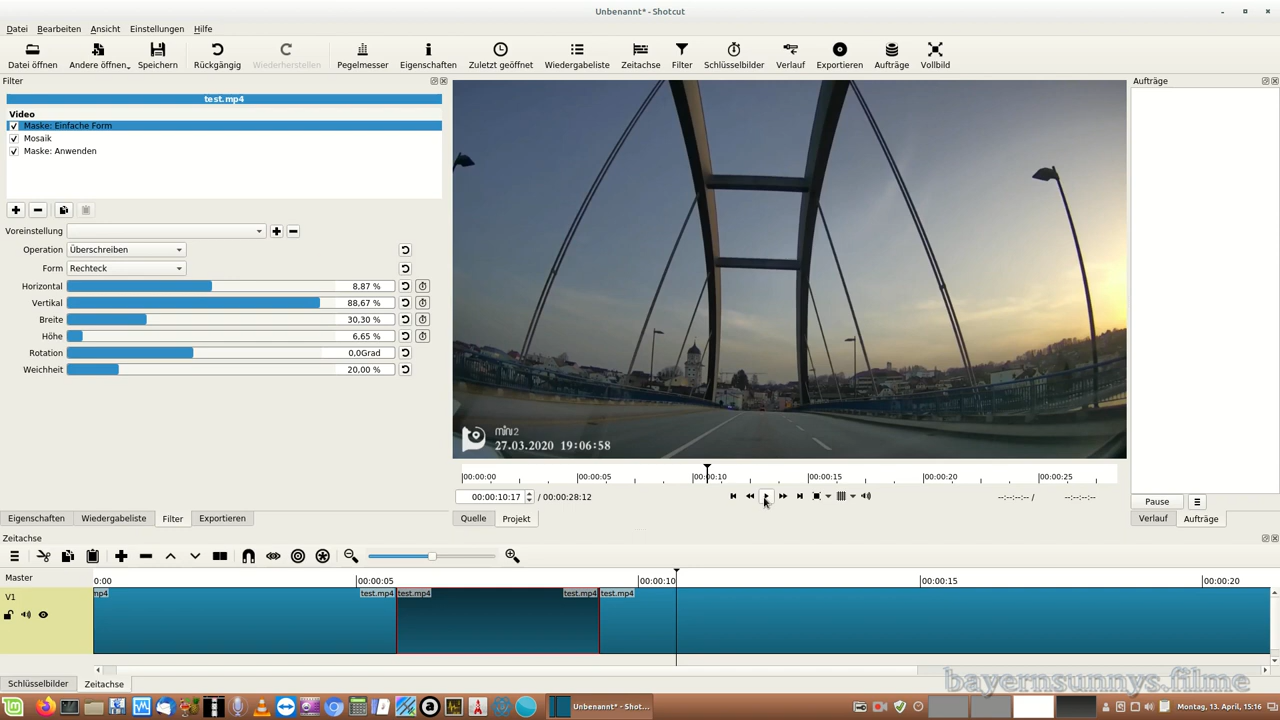 Unbenannt* - Shotcut
Datei Bearbeiten Ansicht Einstellungen Hilfe
Datei öffnen Andere öffnen Speichern Rückgängig Wiederherstellen Pegelmesser Eigenschaften Zuletzt geöffnet Wiedergabeliste Zeitachse Filter Schlüsselbilder Verlauf Exportieren Aufträge Vollbild
Filter
test.mp4
Video
Maske: Einfache Form
Mosaik
Maske: Anwenden
Voreinstellung
Operation Überschreiben
Form Rechteck
Horizontal 8,87 %
Vertikal 88,67 %
Breite 30,30 %
Höhe 6,65 %
Rotation 0,0Grad
Weichheit 20,00 %
Eigenschaften Wiedergabeliste Filter Exportieren
mini2
27.03.2020 19:06:58
00:00:00 00:00:05 00:00:10 00:00:15 00:00:20 00:00:25
00:00:10:17 / 00:00:28:12 --:--:--:-- / --:--:--:--
Quelle Projekt
Aufträge
Pause
Verlauf Aufträge
Zeitachse
Master 0:00 00:00:05 00:00:10 00:00:15 00:00:20
V1 mp4 test.mp4 test.mp4 test.mp4 test.mp4
Schlüsselbilder Zeitachse
bayernsunnys.filme
Unbenannt* - Shot... Montag, 13. April, 15:16